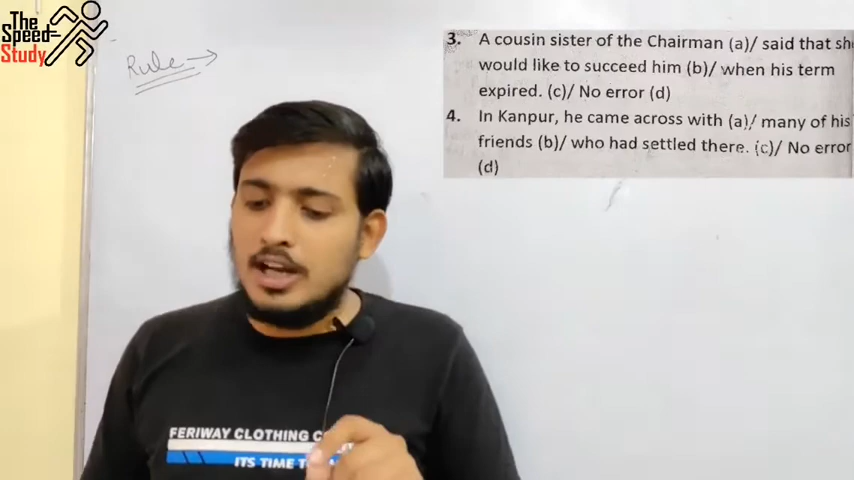 The
Speed-
Study
Rule →
3. A cousin sister of the Chairman (a)/ said that she
would like to succeed him (b)/ when his term
expired. (c)/ No error (d)
4. In Kanpur, he came across with (a)/ many of his
friends (b)/ who had settled there. (c)/ No error
(d)
FERIWAY CLOTHING
ITS TIME